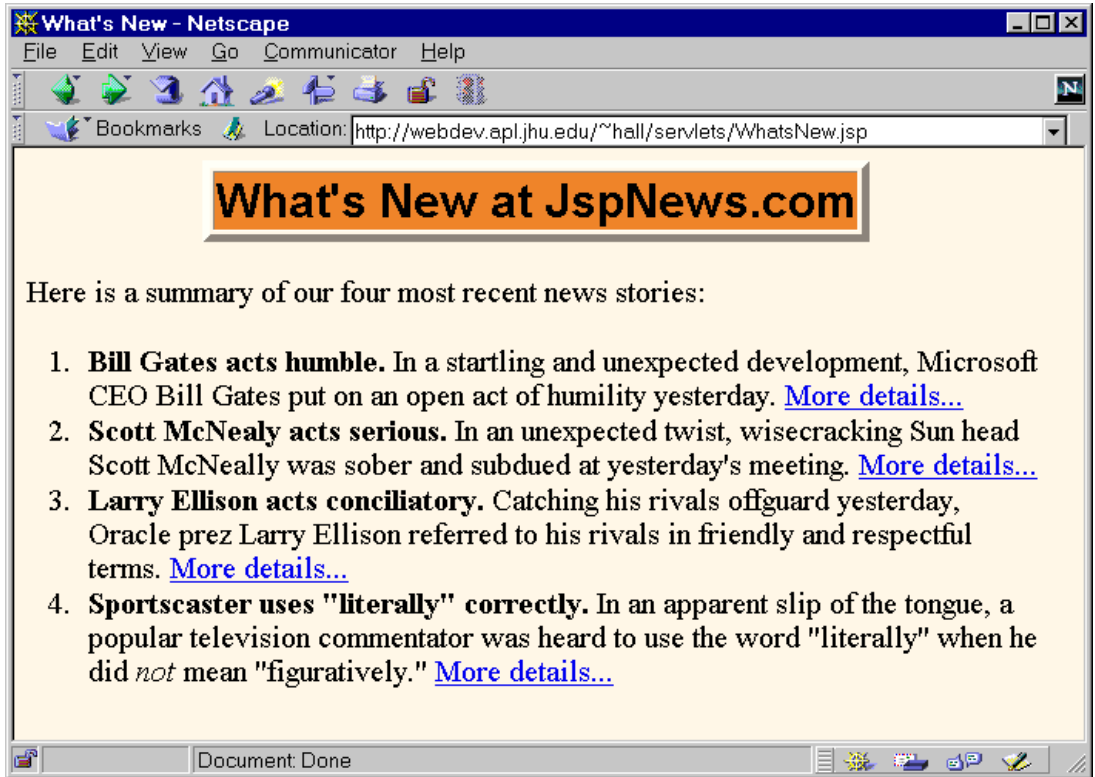 What's New - Netscape
File Edit View Go Communicator Help
N
Bookmarks Location: http://webdev.apl.jhu.edu/~hall/servlets/WhatsNew.jsp
What's New at JspNews.com
Here is a summary of our four most recent news stories:
1. Bill Gates acts humble. In a startling and unexpected development, Microsoft
CEO Bill Gates put on an open act of humility yesterday. More details...
2. Scott McNealy acts serious. In an unexpected twist, wisecracking Sun head
Scott McNeally was sober and subdued at yesterday's meeting. More details...
3. Larry Ellison acts conciliatory. Catching his rivals offguard yesterday,
Oracle prez Larry Ellison referred to his rivals in friendly and respectful
terms. More details...
4. Sportscaster uses "literally" correctly. In an apparent slip of the tongue, a
popular television commentator was heard to use the word "literally" when he
did not mean "figuratively." More details...
Document: Done